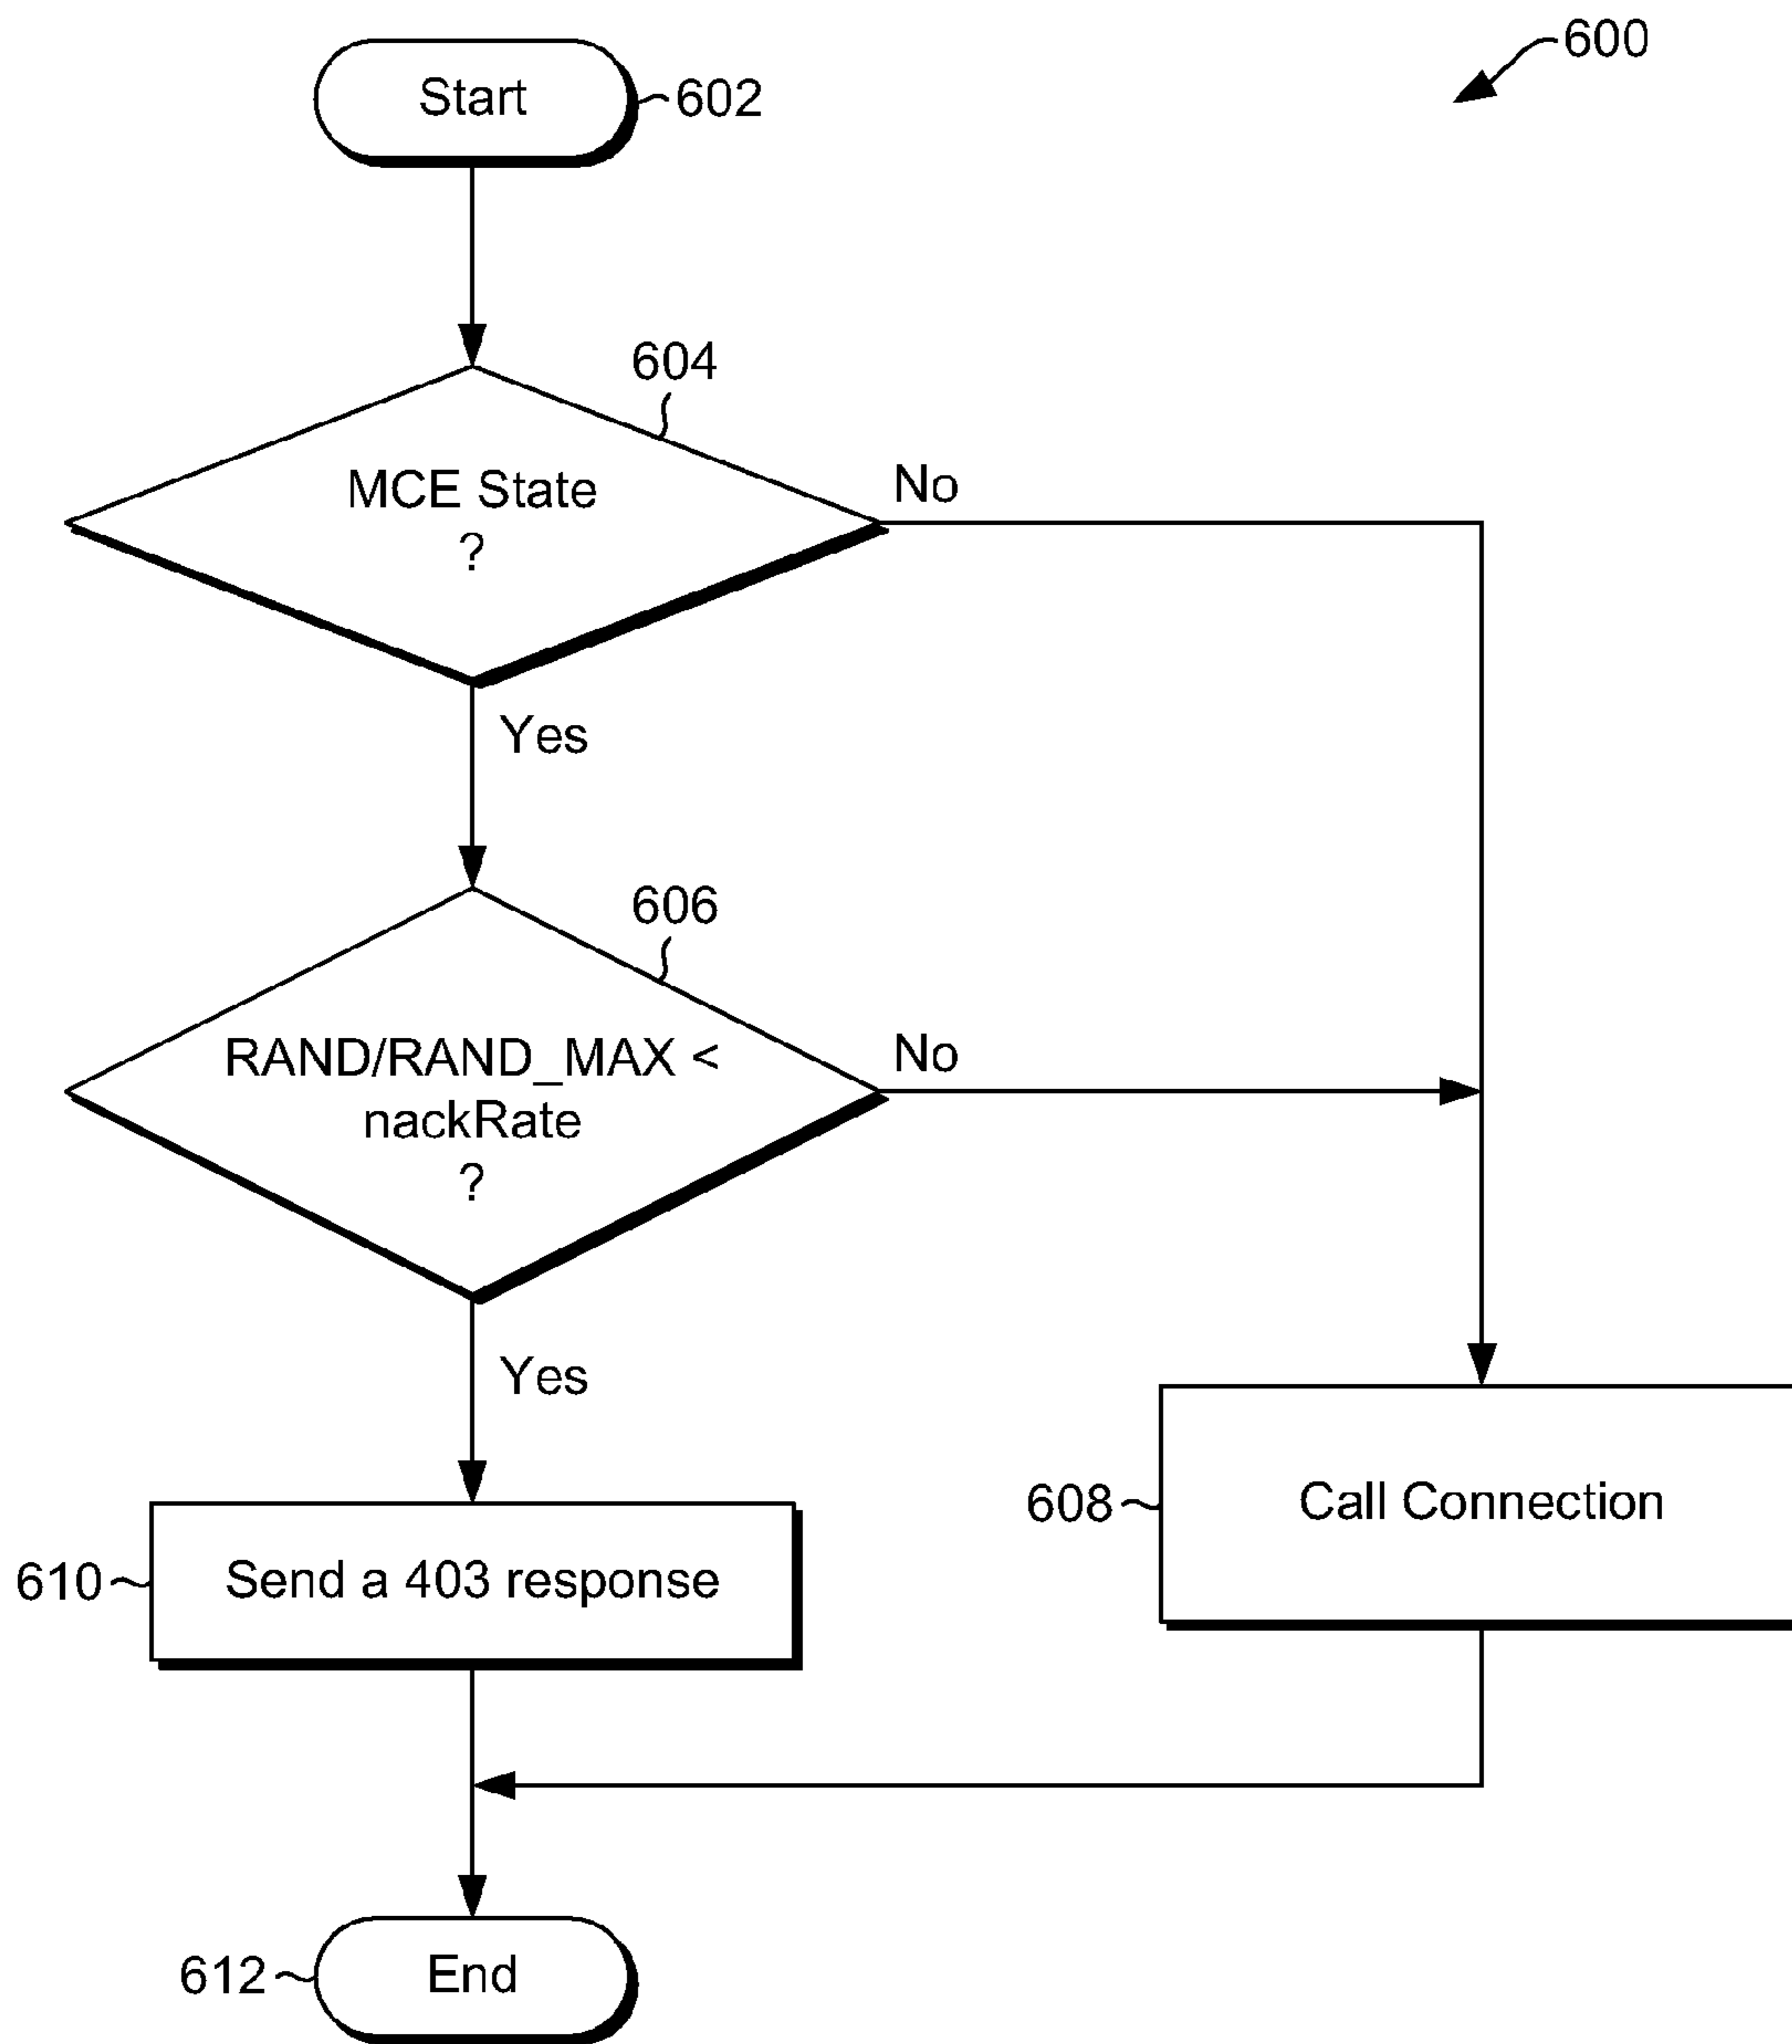 600
Start
602
604
MCE State
?
No
Yes
606
RAND/RAND_MAX <
nackRate
?
No
Yes
608
Call Connection
610
Send a 403 response
612
End